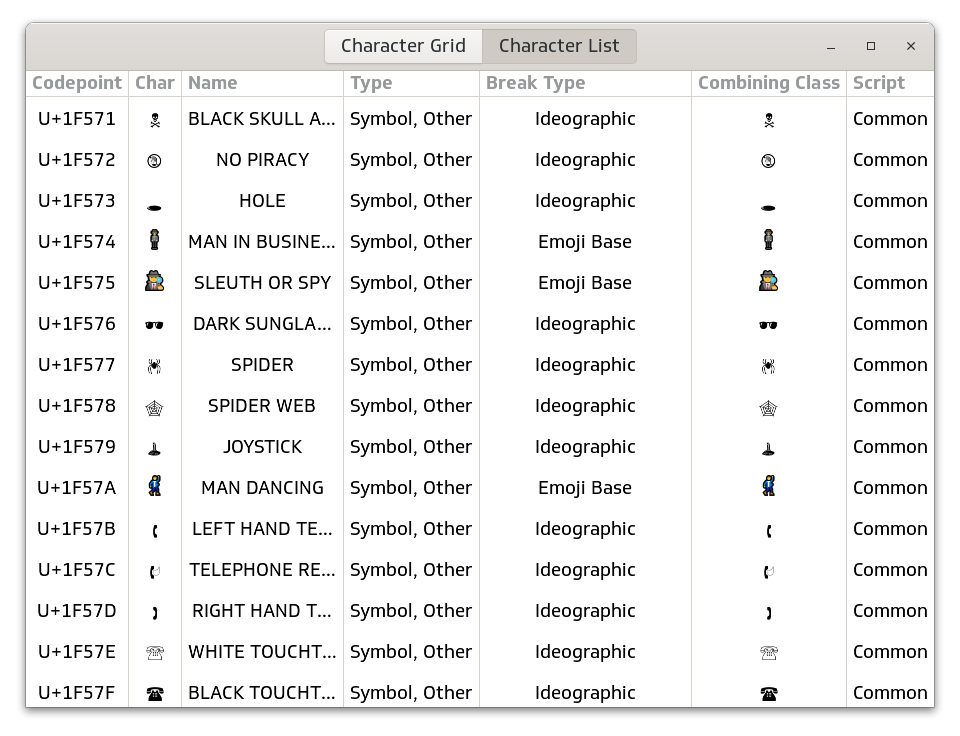 Character Grid Character List
Codepoint Char Name Type Break Type Combining Class Script
U+1F571 🕱 BLACK SKULL A... Symbol, Other Ideographic 🕱 Common
U+1F572 🕲 NO PIRACY Symbol, Other Ideographic 🕲 Common
U+1F573 🕳 HOLE Symbol, Other Ideographic 🕳 Common
U+1F574 🕴 MAN IN BUSINE... Symbol, Other Emoji Base 🕴 Common
U+1F575 🕵 SLEUTH OR SPY Symbol, Other Emoji Base 🕵 Common
U+1F576 🕶 DARK SUNGLA... Symbol, Other Ideographic 🕶 Common
U+1F577 🕷 SPIDER Symbol, Other Ideographic 🕷 Common
U+1F578 🕸 SPIDER WEB Symbol, Other Ideographic 🕸 Common
U+1F579 🕹 JOYSTICK Symbol, Other Ideographic 🕹 Common
U+1F57A 🕺 MAN DANCING Symbol, Other Emoji Base 🕺 Common
U+1F57B 🕻 LEFT HAND TE... Symbol, Other Ideographic 🕻 Common
U+1F57C 🕼 TELEPHONE RE... Symbol, Other Ideographic 🕼 Common
U+1F57D 🕽 RIGHT HAND T... Symbol, Other Ideographic 🕽 Common
U+1F57E 🕾 WHITE TOUCHT... Symbol, Other Ideographic 🕾 Common
U+1F57F 🕿 BLACK TOUCHT... Symbol, Other Ideographic 🕿 Common